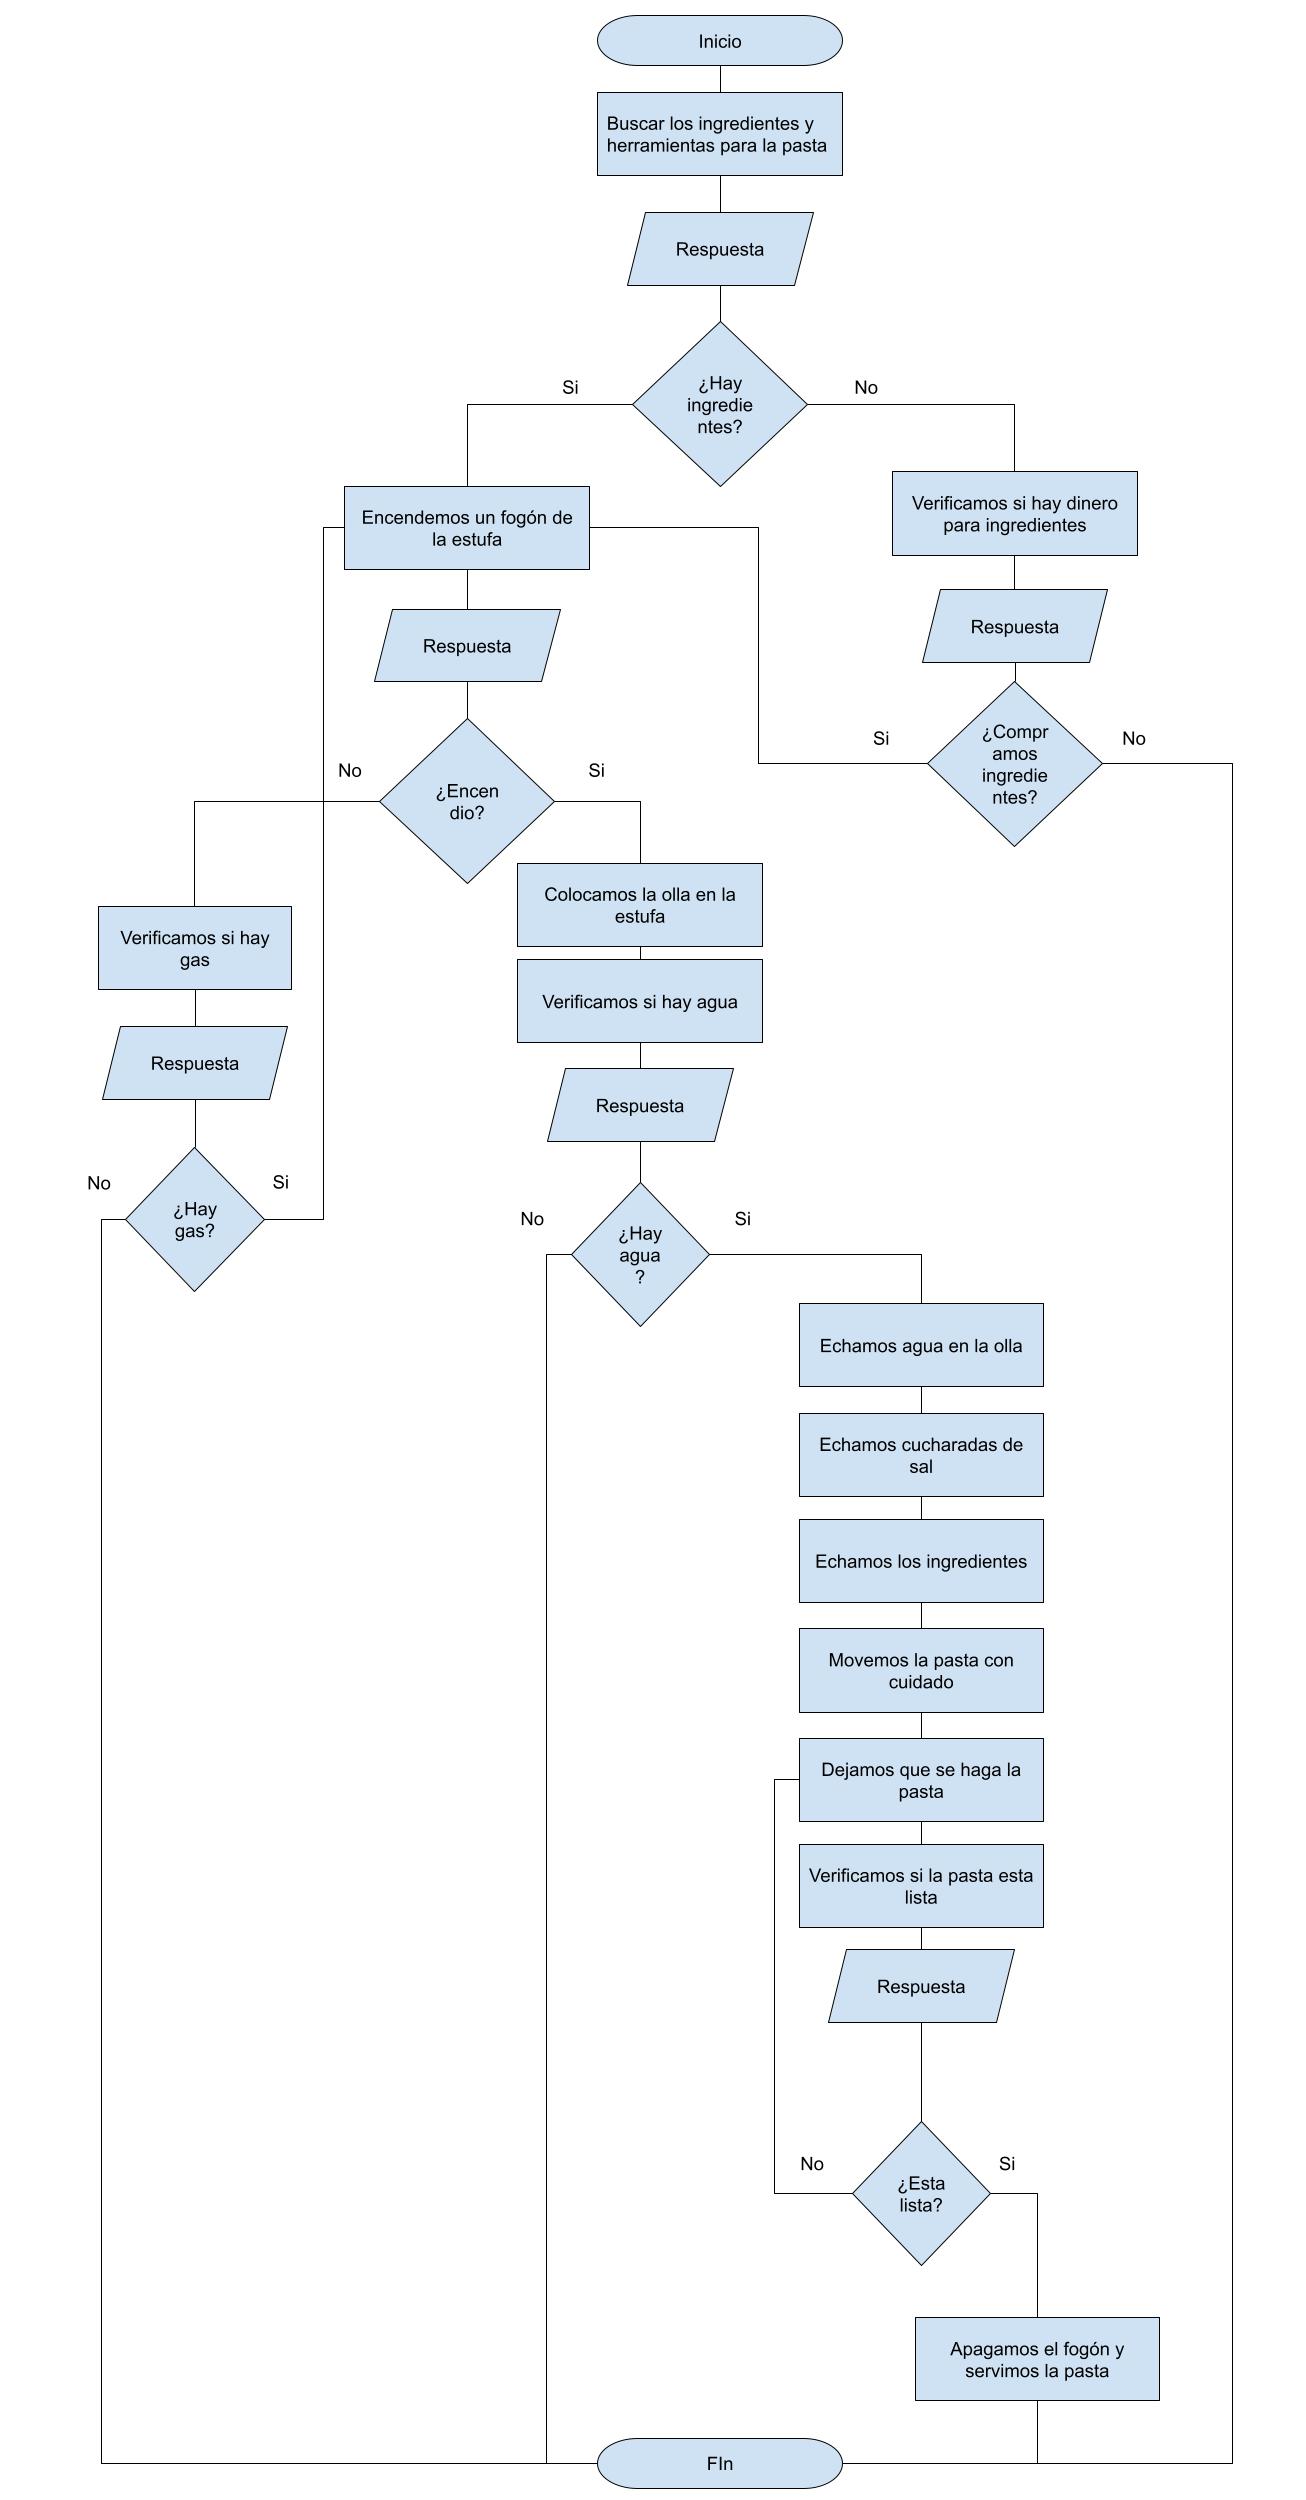 Inicio
Buscar los ingredientes y
herramientas para la pasta
Respuesta
¿Hay
ingredie
ntes?
Si
No
Encendemos un fogón de
la estufa
Verificamos si hay dinero
para ingredientes
Respuesta
Respuesta
¿Compr
amos
ingredie
ntes?
Si
No
¿Encen
dio?
No
Si
Colocamos la olla en la
estufa
Verificamos si hay
gas
Verificamos si hay agua
Respuesta
Respuesta
¿Hay
gas?
No
Si
¿Hay
agua
?
No
Si
Echamos agua en la olla
Echamos cucharadas de
sal
Echamos los ingredientes
Movemos la pasta con
cuidado
Dejamos que se haga la
pasta
Verificamos si la pasta esta
lista
Respuesta
No
Si
¿Esta
lista?
Apagamos el fogón y
servimos la pasta
FIn